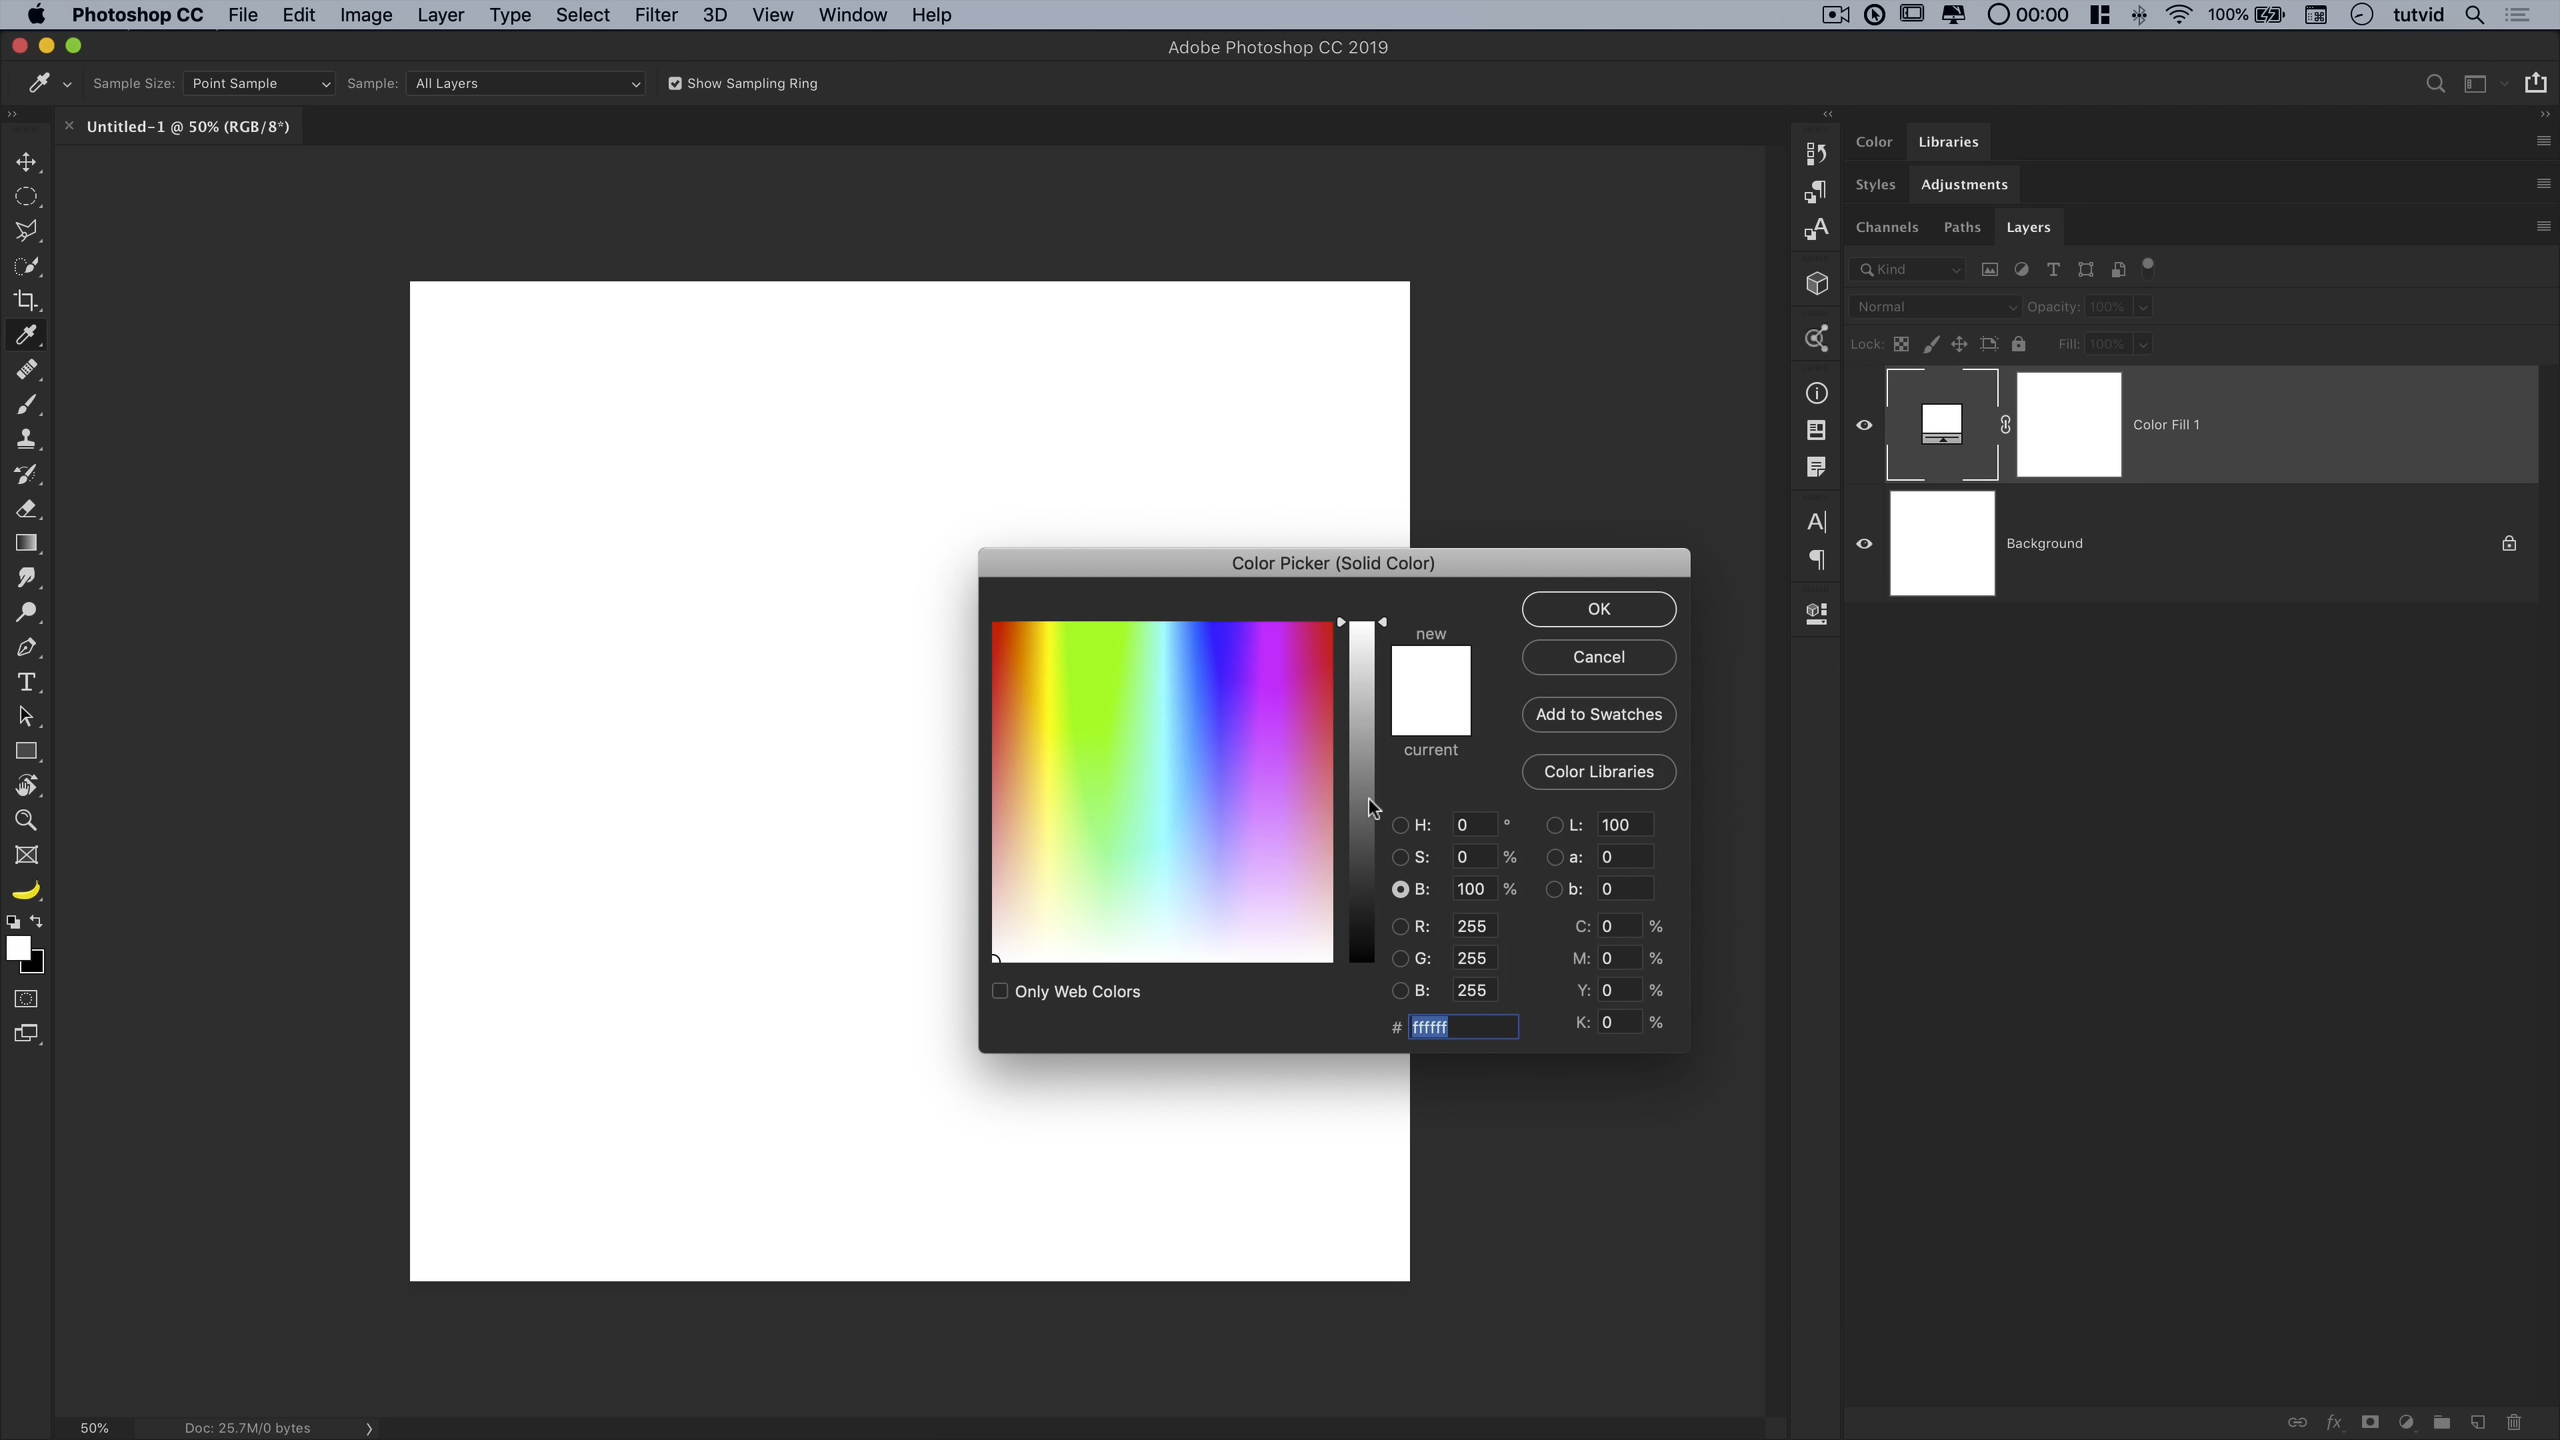 Photoshop CC File Edit Image Layer Type Select Filter 3D View Window Help 00:00 100% tutvid
Adobe Photoshop CC 2019
Sample Size: Point Sample Sample: All Layers Show Sampling Ring
Untitled-1 @ 50% (RGB/8*)
Color Libraries
Styles Adjustments
Channels Paths Layers
Kind
Normal Opacity: 100%
Lock: Fill: 100%
Color Fill 1
Background
Color Picker (Solid Color)
OK
new
Cancel
Add to Swatches
current
Color Libraries
H: 0 ° L: 100
S: 0 % a: 0
B: 100 % b: 0
R: 255 C: 0 %
G: 255 M: 0 %
B: 255 Y: 0 %
Only Web Colors
# ffffff K: 0 %
50% Doc: 25.7M/0 bytes